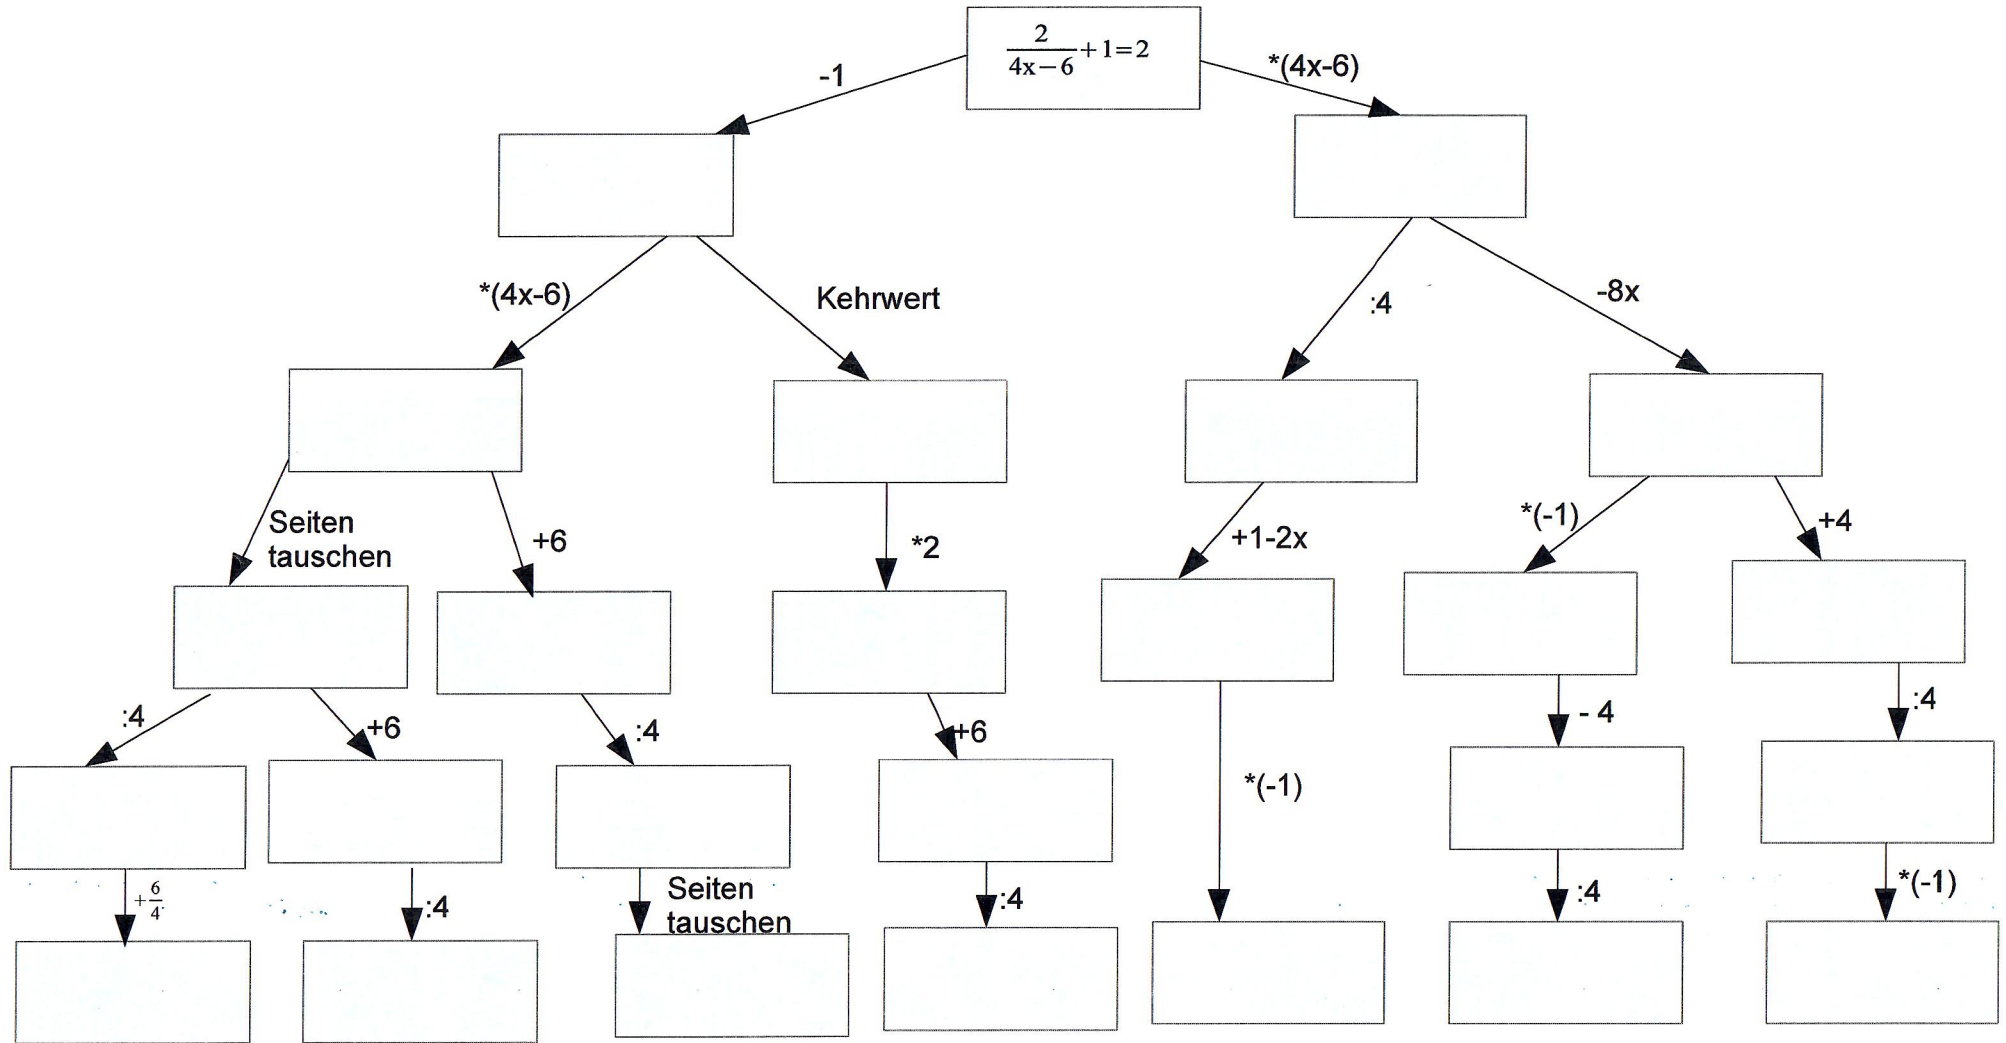 2/(4x−6)+1=2
-1
*(4x-6)
*(4x-6)
Kehrwert
:4
-8x
Seiten
tauschen
+6
*2
+1-2x
*(-1)
+4
:4
+6
:4
+6
*(-1)
- 4
:4
+6/4
:4
Seiten
tauschen
:4
:4
*(-1)